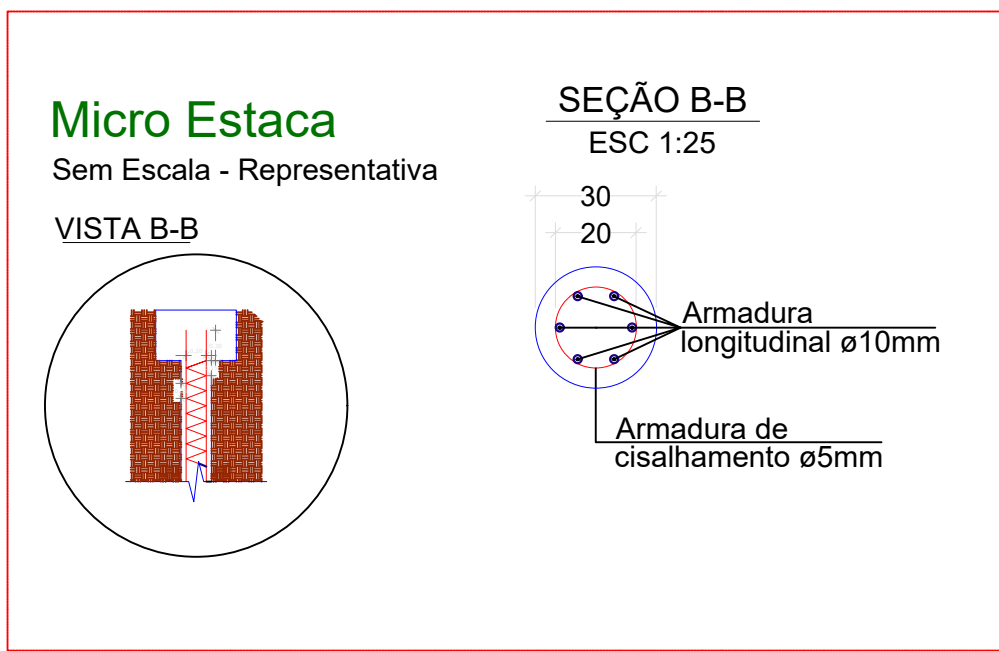 Micro Estaca
Sem Escala - Representativa
VISTA B-B
SEÇÃO B-B
ESC 1:25
30
20
Armadura
longitudinal ø10mm
Armadura de
cisalhamento ø5mm